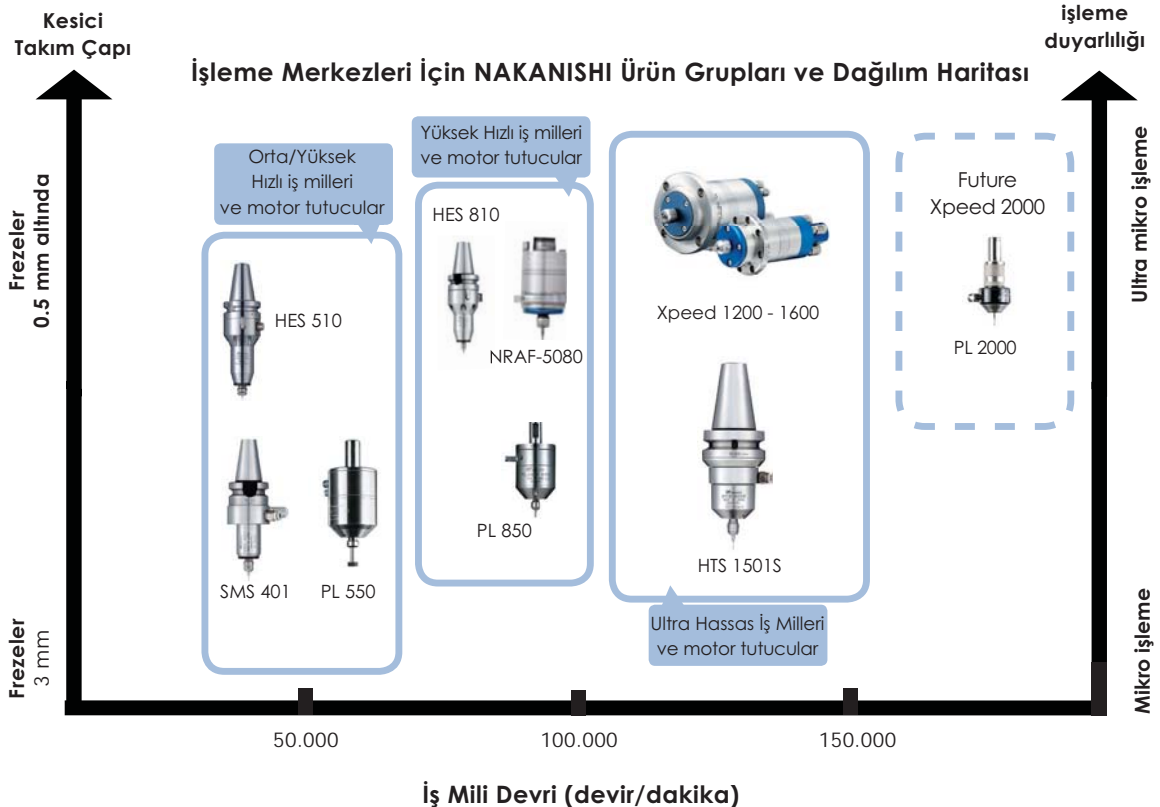 Kesici
Takım Çapı
işleme
duyarlılığı
İşleme Merkezleri İçin NAKANISHI Ürün Grupları ve Dağılım Haritası
Frezeler
0.5 mm altında
Frezeler
3 mm
Orta/Yüksek
Hızlı iş milleri
ve motor tutucular
HES 510
SMS 401
PL 550
Yüksek Hızlı iş milleri
ve motor tutucular
HES 810
NRAF-5080
PL 850
Xpeed 1200 - 1600
HTS 1501S
Ultra Hassas İş Milleri
ve motor tutucular
Future
Xpeed 2000
PL 2000
Ultra mikro işleme
Mikro işleme
50.000
100.000
150.000
İş Mili Devri (devir/dakika)